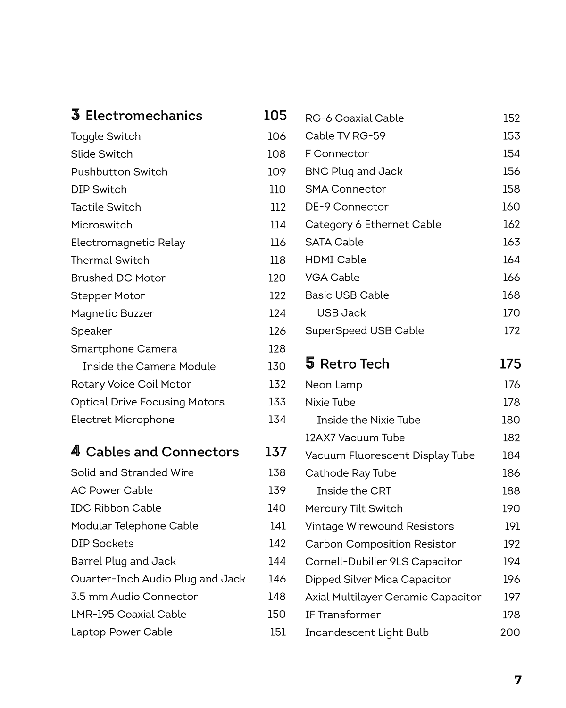 3 Electromechanics 105
Toggle Switch 106
Slide Switch 108
Pushbutton Switch 109
DIP Switch 110
Tactile Switch 112
Microswitch 114
Electromagnetic Relay 116
Thermal Switch 118
Brushed DC Motor 120
Stepper Motor 122
Magnetic Buzzer 124
Speaker 126
Smartphone Camera 128
Inside the Camera Module 130
Rotary Voice Coil Motor 132
Optical Drive Focusing Motors 133
Electret Microphone 134
4 Cables and Connectors 137
Solid and Stranded Wire 138
AC Power Cable 139
IDC Ribbon Cable 140
Modular Telephone Cable 141
DIP Sockets 142
Barrel Plug and Jack 144
Quarter-Inch Audio Plug and Jack 146
3.5 mm Audio Connector 148
LMR-195 Coaxial Cable 150
Laptop Power Cable 151
RG-6 Coaxial Cable 152
Cable TV RG-59 153
F Connector 154
BNC Plug and Jack 156
SMA Connector 158
DE-9 Connector 160
Category 6 Ethernet Cable 162
SATA Cable 163
HDMI Cable 164
VGA Cable 166
Basic USB Cable 168
USB Jack 170
SuperSpeed USB Cable 172
5 Retro Tech 175
Neon Lamp 176
Nixie Tube 178
Inside the Nixie Tube 180
12AX7 Vacuum Tube 182
Vacuum Fluorescent Display Tube 184
Cathode Ray Tube 186
Inside the CRT 188
Mercury Tilt Switch 190
Vintage Wirewound Resistors 191
Carbon Composition Resistor 192
Cornell-Dubilier 9LS Capacitor 194
Dipped Silver Mica Capacitor 196
Axial Multilayer Ceramic Capacitor 197
IF Transformer 198
Incandescent Light Bulb 200
7